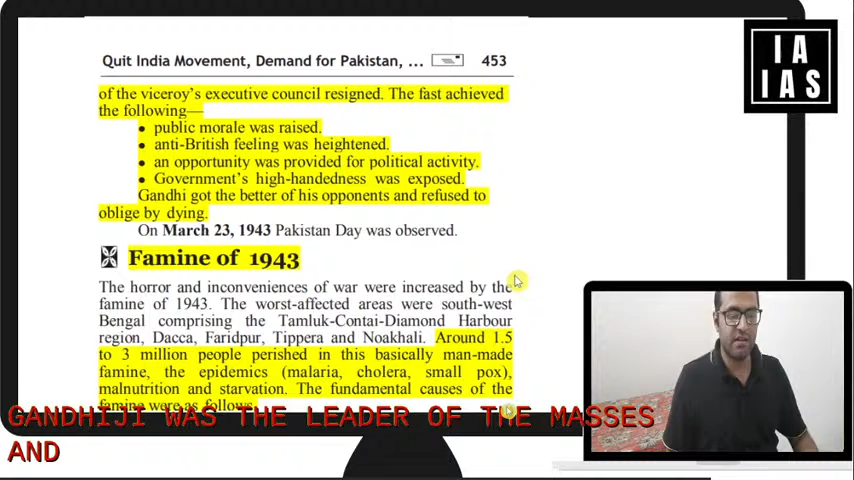 Quit India Movement, Demand for Pakistan, ... 453
IA
IAS
of the viceroy's executive council resigned. The fast achieved
the following—
• public morale was raised.
• anti-British feeling was heightened.
• an opportunity was provided for political activity.
• Government's high-handedness was exposed.
Gandhi got the better of his opponents and refused to
oblige by dying.
On March 23, 1943 Pakistan Day was observed.
Famine of 1943
The horror and inconveniences of war were increased by the
famine of 1943. The worst-affected areas were south-west
Bengal comprising the Tamluk-Contai-Diamond Harbour
region, Dacca, Faridpur, Tippera and Noakhali. Around 1.5
to 3 million people perished in this basically man-made
famine, the epidemics (malaria, cholera, small pox),
malnutrition and starvation. The fundamental causes of the
famine were as follows.
GANDHIJI WAS THE LEADER OF THE MASSES
AND